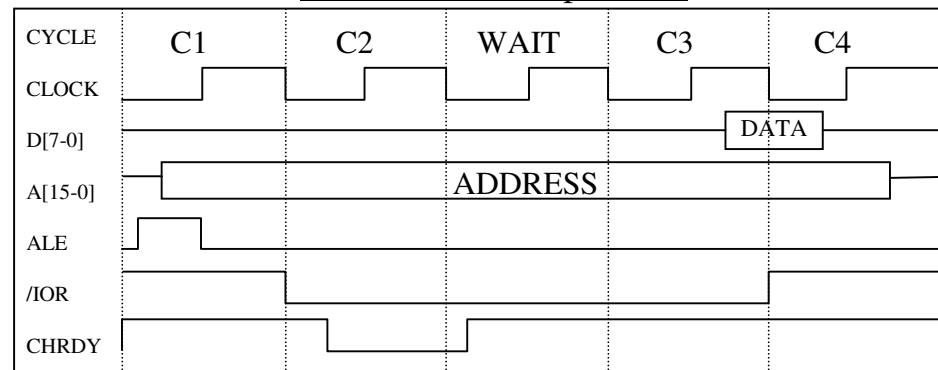 CYCLE C1 C2 WAIT C3 C4
CLOCK
D[7-0] DATA
A[15-0] ADDRESS
ALE
/IOR
CHRDY